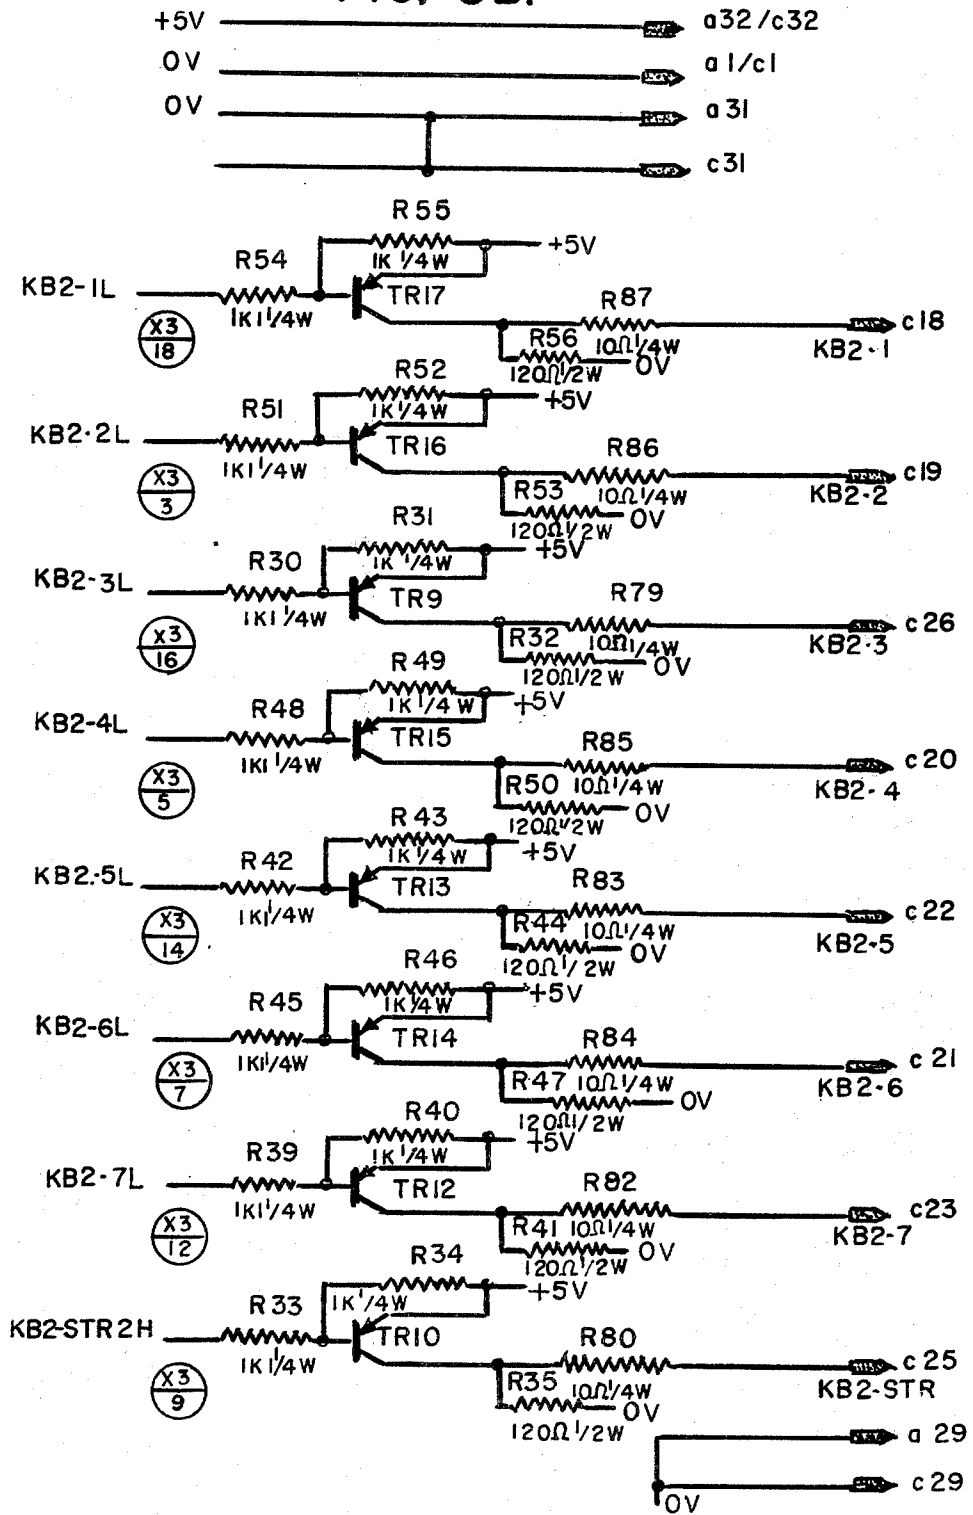 +5V a32/c32
0V a1/c1
0V a31
c31
R55
R54 1K 1/4W +5V
KB2-1L TR17 R87 c18
X3 1K1 1/4W
18 R56 10Ω 1/4W KB2-1
120Ω 1/2W 0V
R52
R51 1K 1/4W +5V
KB2-2L TR16 R86 c19
X3 1K1 1/4W
3 R53 10Ω 1/4W KB2-2
120Ω 1/2W 0V
R31
R30 1K 1/4W +5V
KB2-3L TR9 R79 c26
X3 1K1 1/4W
16 R32 10Ω 1/4W KB2-3
120Ω 1/2W 0V
R49
R48 1K 1/4W +5V
KB2-4L TR15 R85 c20
X3 1K1 1/4W
5 R50 10Ω 1/4W KB2-4
120Ω 1/2W 0V
R43
R42 1K 1/4W +5V
KB2-5L TR13 R83 c22
X3 1K1 1/4W
14 R44 10Ω 1/4W KB2-5
120Ω 1/2W 0V
R46
R45 1K 1/4W +5V
KB2-6L TR14 R84 c21
X3 1K1 1/4W
7 R47 10Ω 1/4W KB2-6
120Ω 1/2W 0V
R40
R39 1K 1/4W +5V
KB2-7L TR12 R82 c23
X3 1K1 1/4W
12 R41 10Ω 1/4W KB2-7
120Ω 1/2W 0V
R34
R33 1K 1/4W +5V
KB2-STR2H TR10 R80 c25
X3 1K1 1/4W
9 R35 10Ω 1/4W KB2-STR
120Ω 1/2W 0V
a29
c29
0V